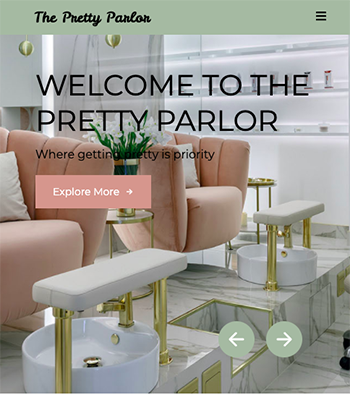 The Pretty Parlor
WELCOME TO THE
PRETTY PARLOR
Where getting pretty is priority
Explore More